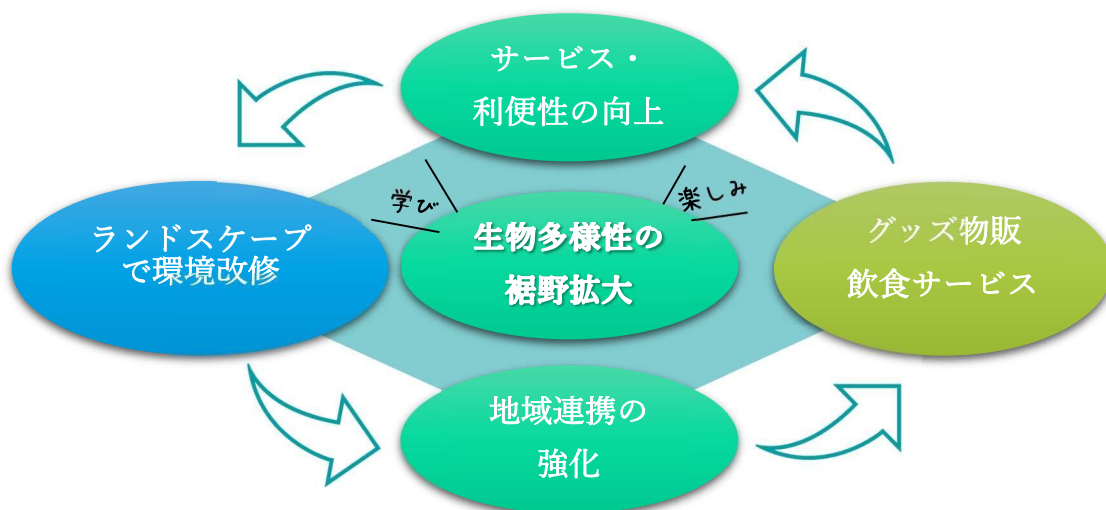 サービス・
利便性の向上
学び
楽しみ
ランドスケープ
で環境改修
生物多様性の
裾野拡大
グッズ物販
飲食サービス
地域連携の
強化